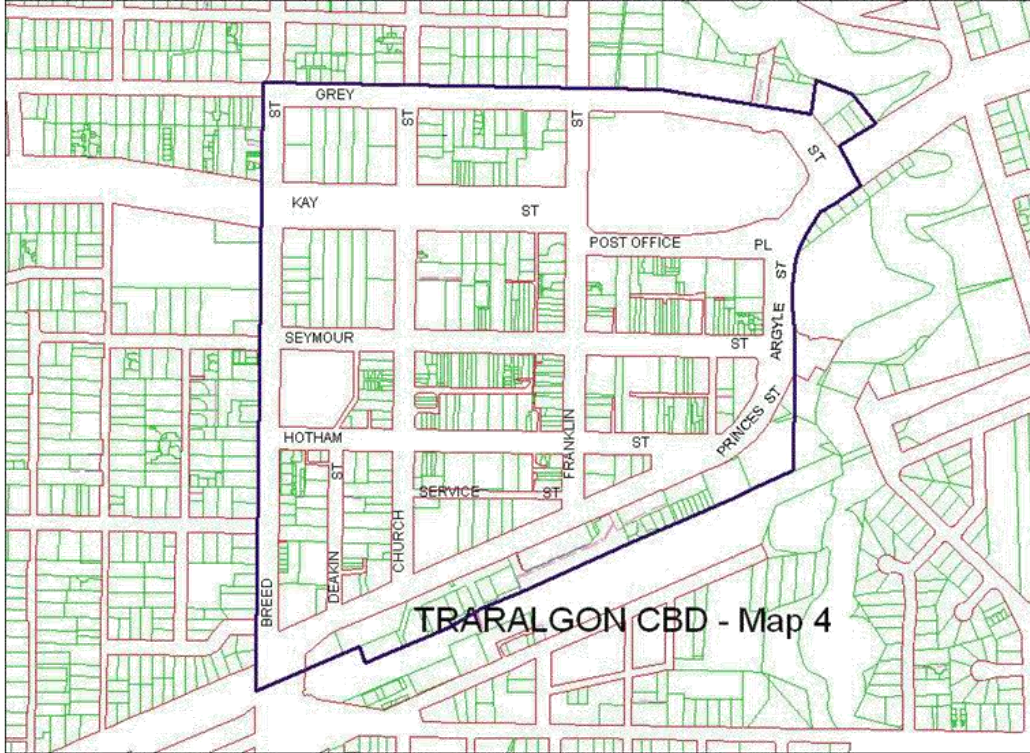 GREY
ST
ST
ST
ST
KAY
ST
POST OFFICE PL
ST
ARGYLE
SEYMOUR
ST
PRINCES ST
HOTHAM
ST
FRANKLIN
ST
SERVICE ST
CHURCH
DEAKIN
BREED
TRARALGON CBD - Map 4